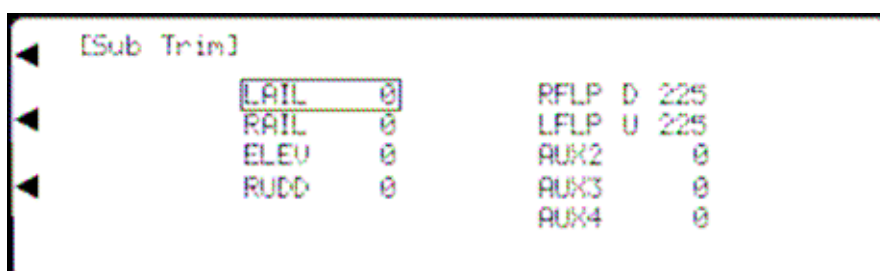 [Sub Trim]
LAIL 0
RAIL 0
ELEV 0
RUDD 0
RFLP D 225
LFLP U 225
AUX2 0
AUX3 0
AUX4 0